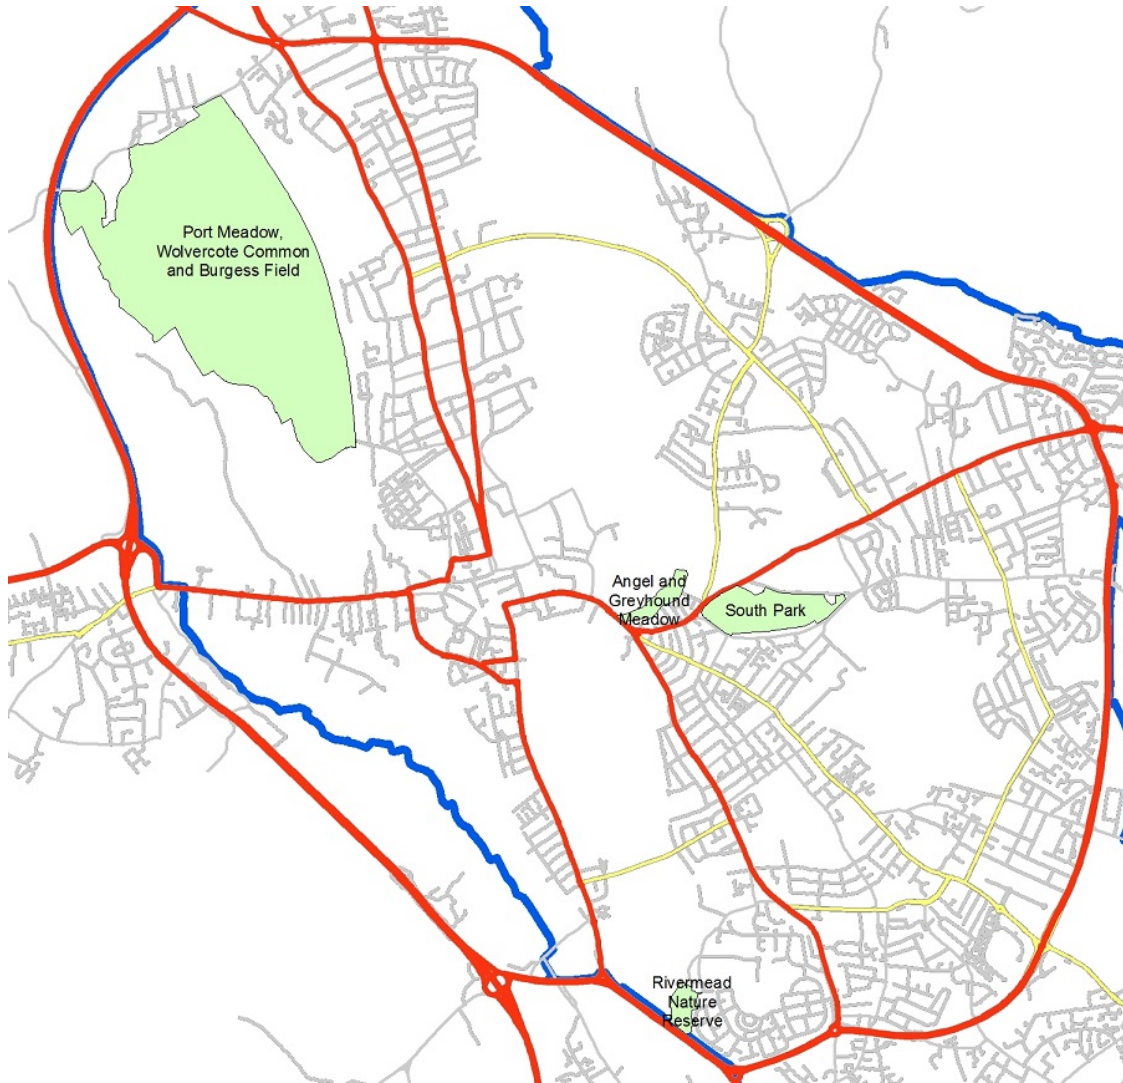 Port Meadow,
Wolvercote Common
and Burgess Field
Angel and
Greyhound
Meadow
South Park
Rivermead
Nature
Reserve